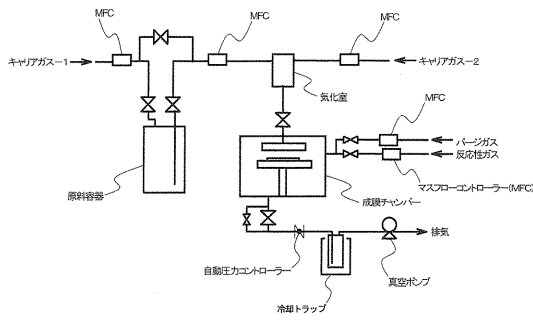 MFC
MFC
MFC
キャリアガス－1
キャリアガス－2
気化室
MFC
パージガス
反応性ガス
マスフローコントローラー(MFC)
原料容器
成膜チャンバー
排気
自動圧力コントローラー
真空ポンプ
冷却トラップ